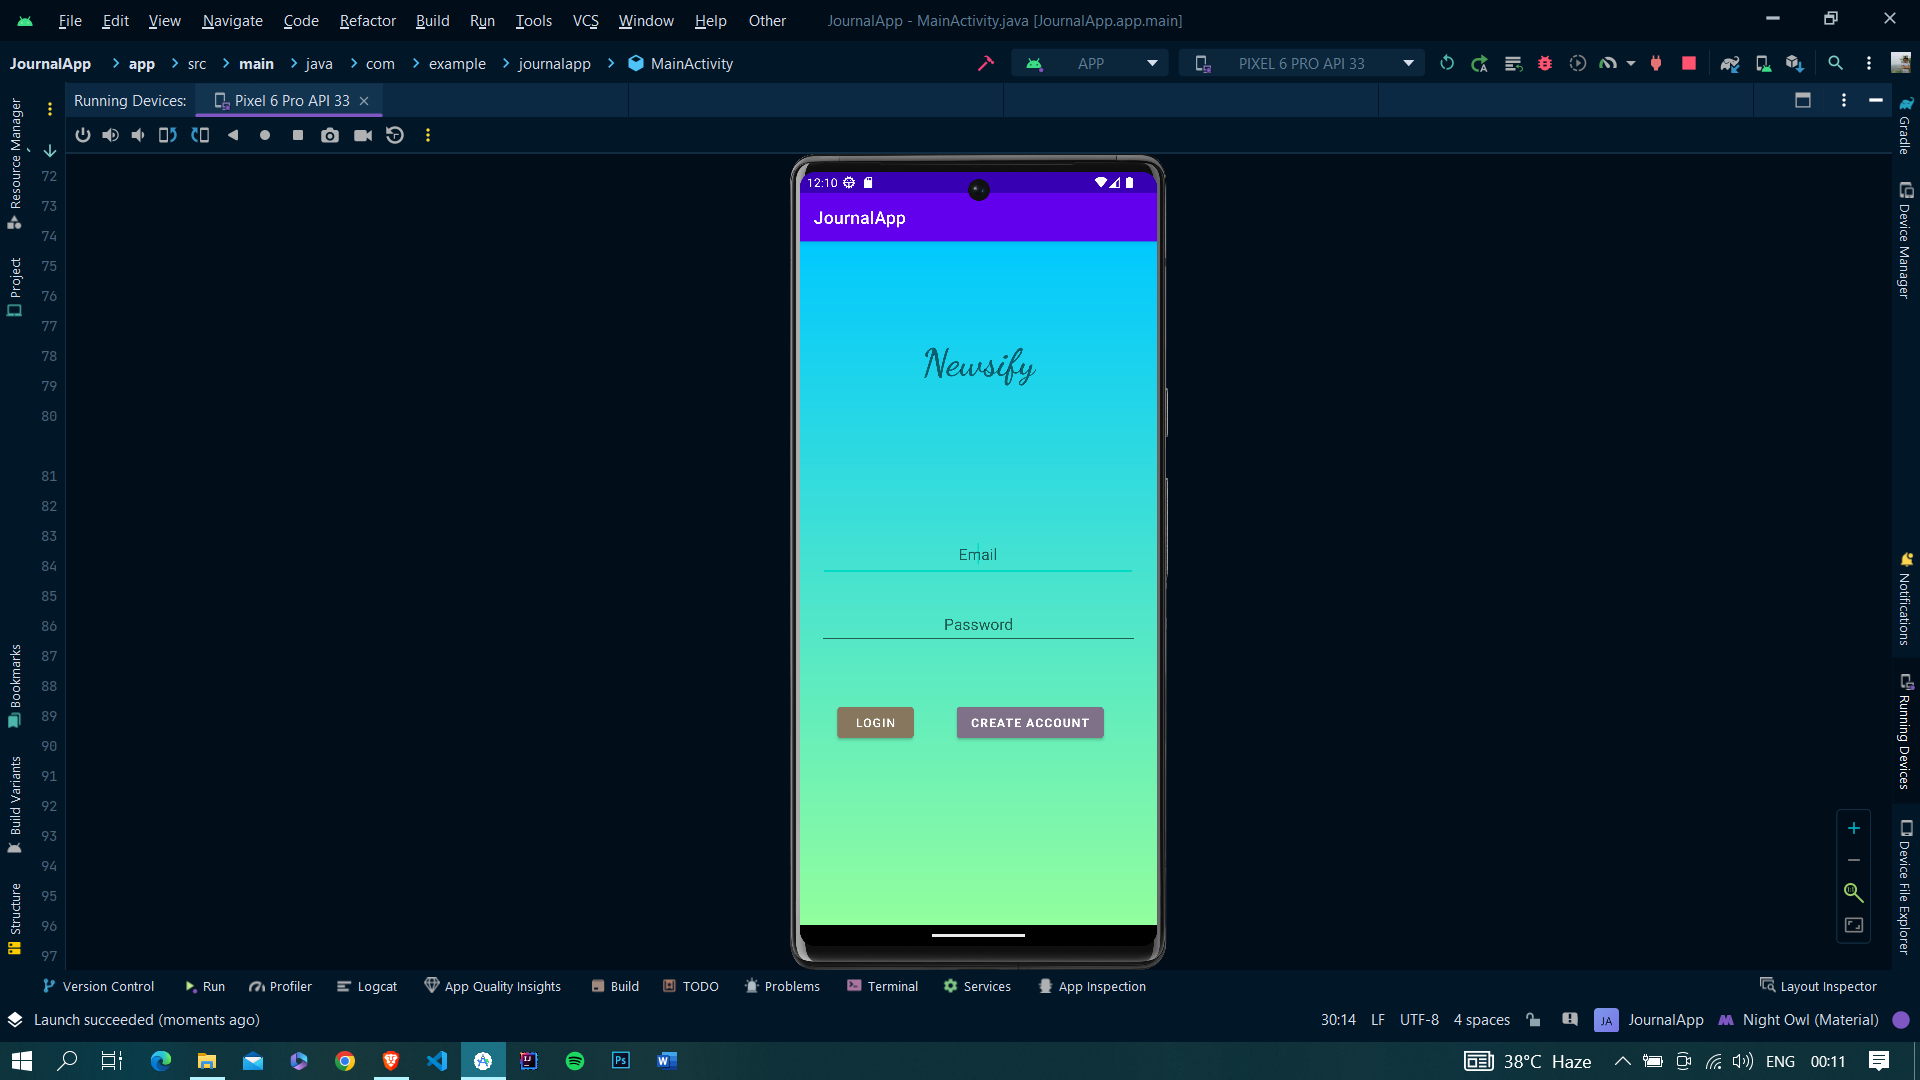 File Edit View Navigate Code Refactor Build Run Tools VCS Window Help Other JournalApp - MainActivity.java [JournalApp.app.main]
JournalApp app src main java com example journalapp MainActivity APP PIXEL 6 PRO API 33
Running Devices: Pixel 6 Pro API 33
Resource Manager
Project
Bookmarks
Build Variants
Structure
72
73
74
75
76
77
78
79
80
81
82
83
84
85
86
87
88
89
90
91
92
93
94
95
96
97
12:10
JournalApp
Newsify
Email
Password
LOGIN CREATE ACCOUNT
Gradle
Device Manager
Notifications
Running Devices
Device File Explorer
1:1
Version Control Run Profiler Logcat App Quality Insights Build TODO Problems Terminal Services App Inspection Layout Inspector
Launch succeeded (moments ago) 30:14 LF UTF-8 4 spaces JA JournalApp Night Owl (Material)
Ps W 38°C Haze ENG 00:11